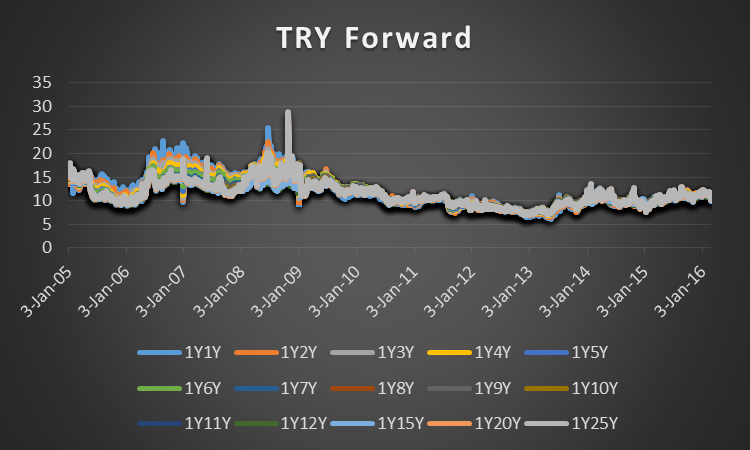 TRY Forward
35
30
25
20
15
10
5
0
3-Jan-05 3-Jan-06 3-Jan-07 3-Jan-08 3-Jan-09 3-Jan-10 3-Jan-11 3-Jan-12 3-Jan-13 3-Jan-14 3-Jan-15 3-Jan-16
1Y1Y 1Y2Y 1Y3Y 1Y4Y 1Y5Y
1Y6Y 1Y7Y 1Y8Y 1Y9Y 1Y10Y
1Y11Y 1Y12Y 1Y15Y 1Y20Y 1Y25Y